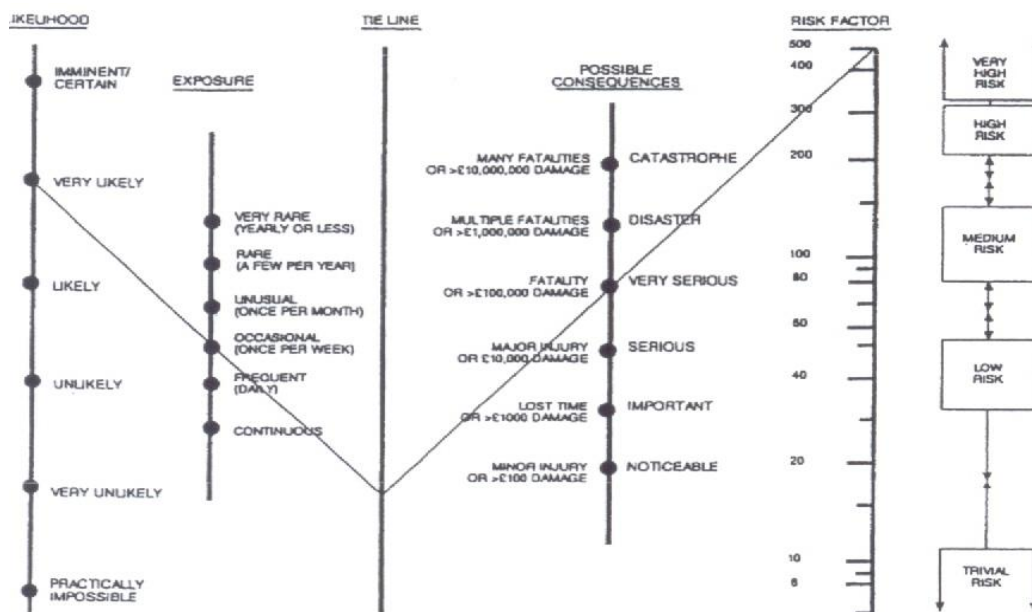 IKELIHOOD
TIE LINE
RISK FACTOR
IMMINENT/
CERTAIN
VERY LIKELY
LIKELY
UNLIKELY
VERY UNLIKELY
PRACTICALLY
IMPOSSIBLE
EXPOSURE
VERY RARE
(YEARLY OR LESS)
RARE
(A FEW PER YEAR)
UNUSUAL
(ONCE PER MONTH)
OCCASIONAL
(ONCE PER WEEK)
FREQUENT
(DAILY)
CONTINUOUS
POSSIBLE
CONSEQUENCES
MANY FATALITIES
OR >£10,000,000 DAMAGE
CATASTROPHE
MULTIPLE FATALITIES
OR >£1,000,000 DAMAGE
DISASTER
FATALITY
OR >£100,000 DAMAGE
VERY SERIOUS
MAJOR INJURY
OR >£10,000 DAMAGE
SERIOUS
LOST TIME
OR >£1000 DAMAGE
IMPORTANT
MINOR INJURY
OR >£100 DAMAGE
NOTICEABLE
500
400
300
200
100
80
60
40
20
10
VERY
HIGH
RISK
HIGH
RISK
MEDIUM
RISK
LOW
RISK
TRIVIAL
RISK